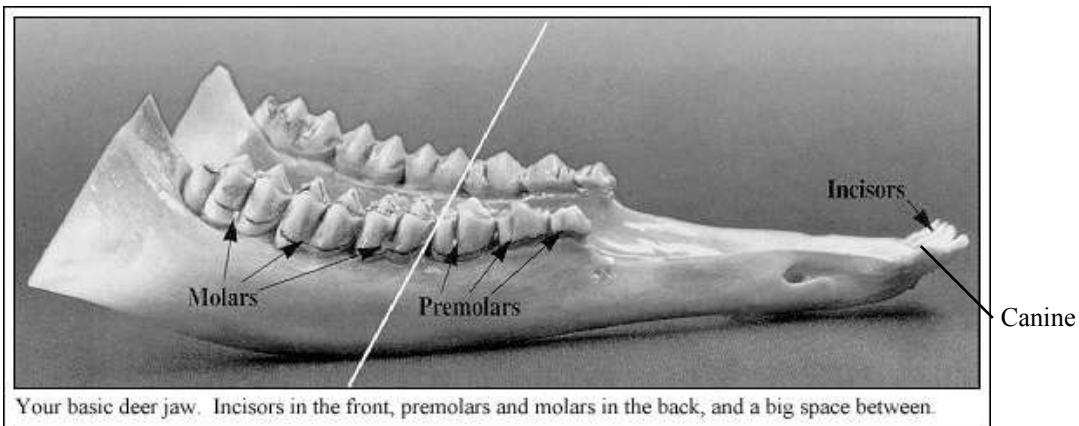 Incisors
Molars
Premolars
Canine
Your basic deer jaw. Incisors in the front, premolars and molars in the back, and a big space between.